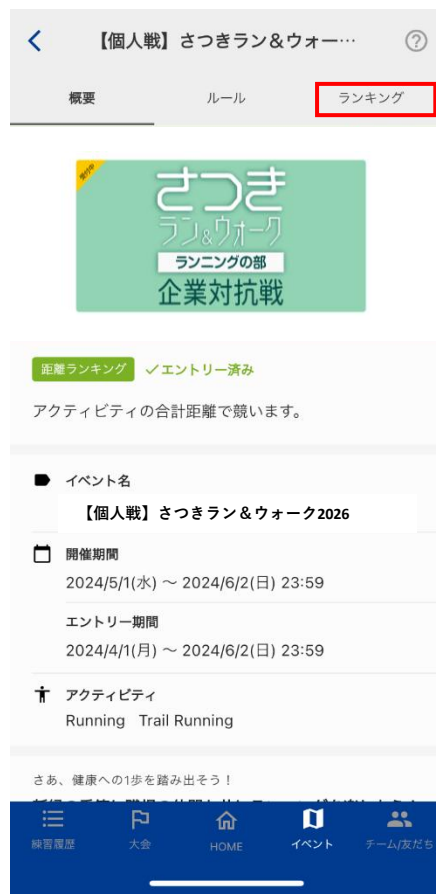 【個人戦】さつきラン＆ウォー…
概要 ルール ランキング
受付中
さつき
ラン&ウォーク
ランニングの部
企業対抗戦
距離ランキング ✓エントリー済み
アクティビティの合計距離で競います。
イベント名
【個人戦】さつきラン＆ウォーク2026
開催期間
2024/5/1(水) ～ 2024/6/2(日) 23:59
エントリー期間
2024/4/1(月) ～ 2024/6/2(日) 23:59
アクティビティ
Running Trail Running
さあ、健康への1歩を踏み出そう！
練習履歴 大会 HOME イベント チーム/友だち